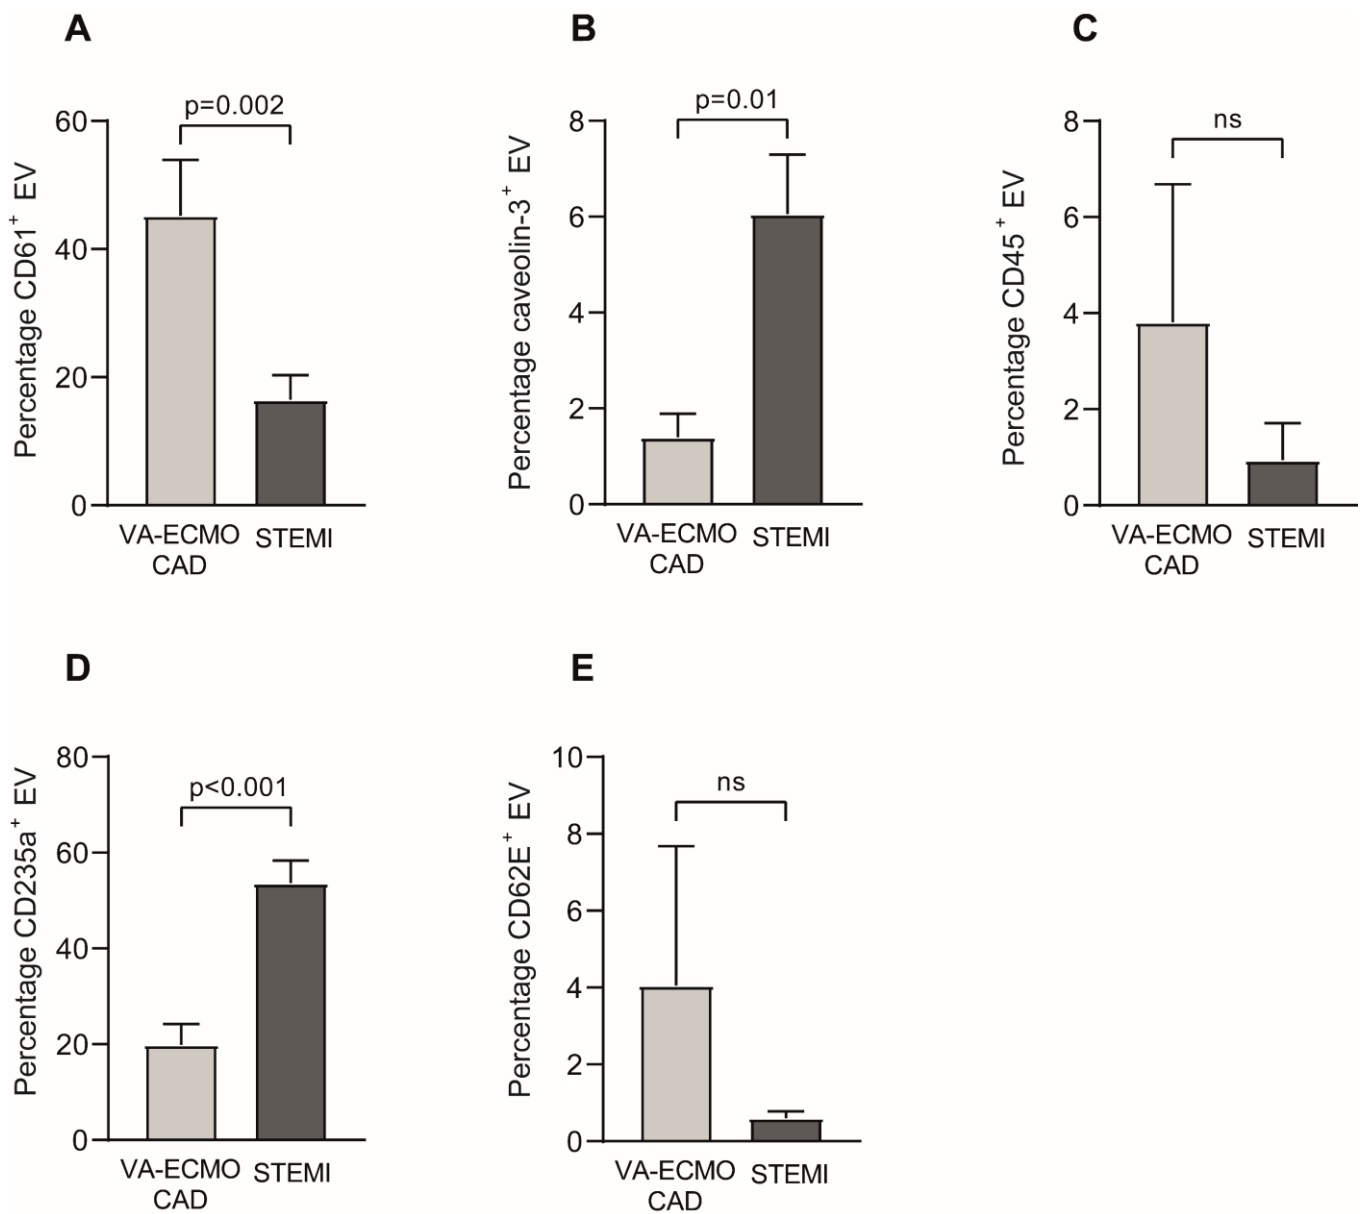 A
B
C
p=0.002
p=0.01
ns
60
40
20
0
Percentage CD61⁺ EV
VA-ECMO
CAD
STEMI
8
6
4
2
0
Percentage caveolin-3⁺ EV
VA-ECMO
CAD
STEMI
8
6
4
2
0
Percentage CD45⁺ EV
VA-ECMO
CAD
STEMI
D
E
p<0.001
ns
80
60
40
20
0
Percentage CD235a⁺ EV
VA-ECMO
CAD
STEMI
10
8
6
4
2
0
Percentage CD62E⁺ EV
VA-ECMO
CAD
STEMI